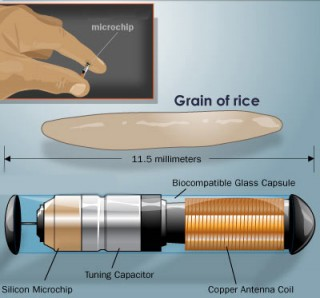 microchip
Grain of rice
11.5 millimeters
Biocompatible Glass Capsule
Tuning Capacitor
Silicon Microchip
Copper Antenna Coil